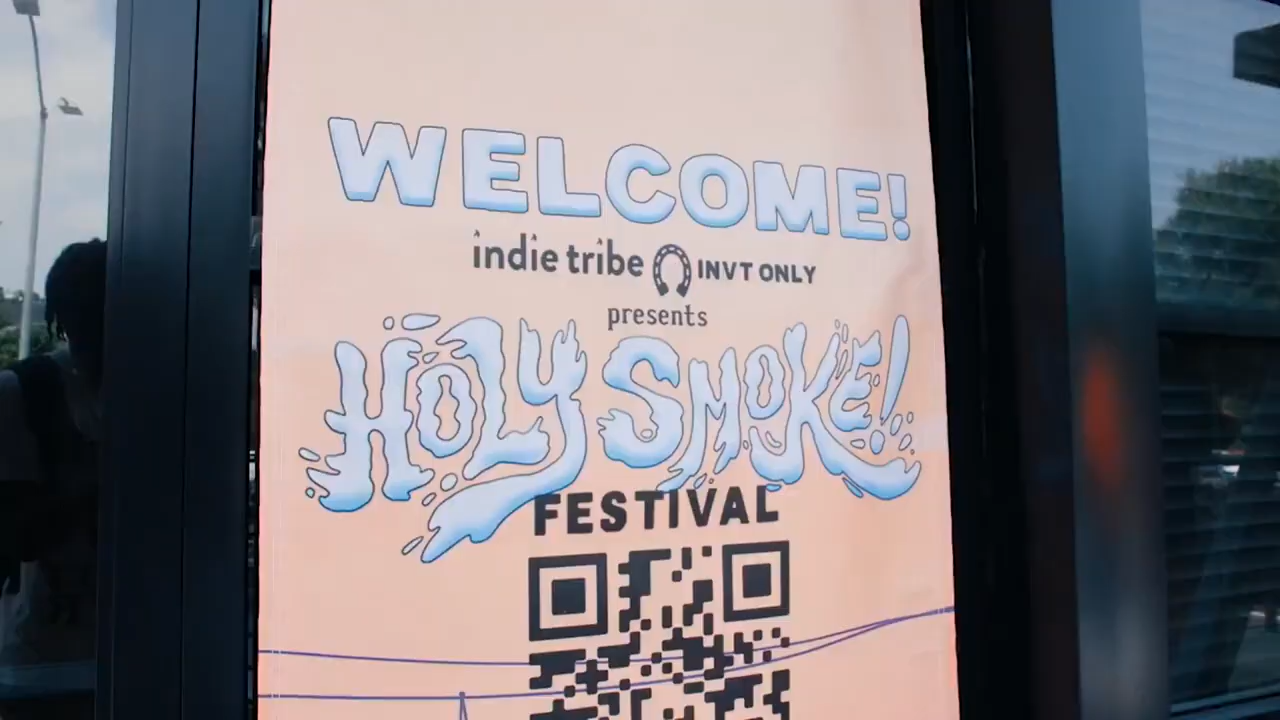 WELCOME!
indie tribe INVT ONLY
presents
HOLY SMOKE!
FESTIVAL